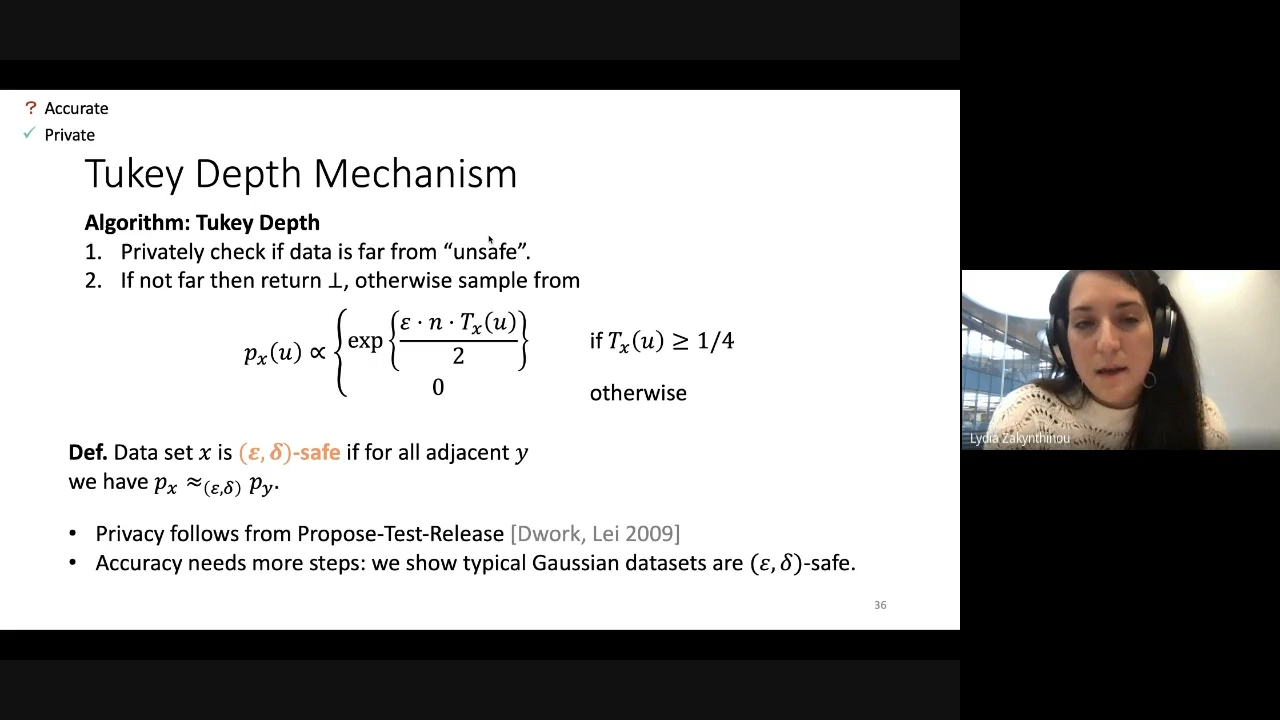 ? Accurate
✓ Private
Tukey Depth Mechanism
Algorithm: Tukey Depth
1. Privately check if data is far from “unsafe”.
2. If not far then return ⊥, otherwise sample from
p_x(u) ∝ { exp { ε · n · T_x(u) / 2 } if T_x(u) ≥ 1/4
0 otherwise
Def. Data set x is (ε, δ)-safe if for all adjacent y
we have p_x ≈_(ε,δ) p_y.
• Privacy follows from Propose-Test-Release [Dwork, Lei 2009]
• Accuracy needs more steps: we show typical Gaussian datasets are (ε, δ)-safe.
36
Lydia Zakynthinou